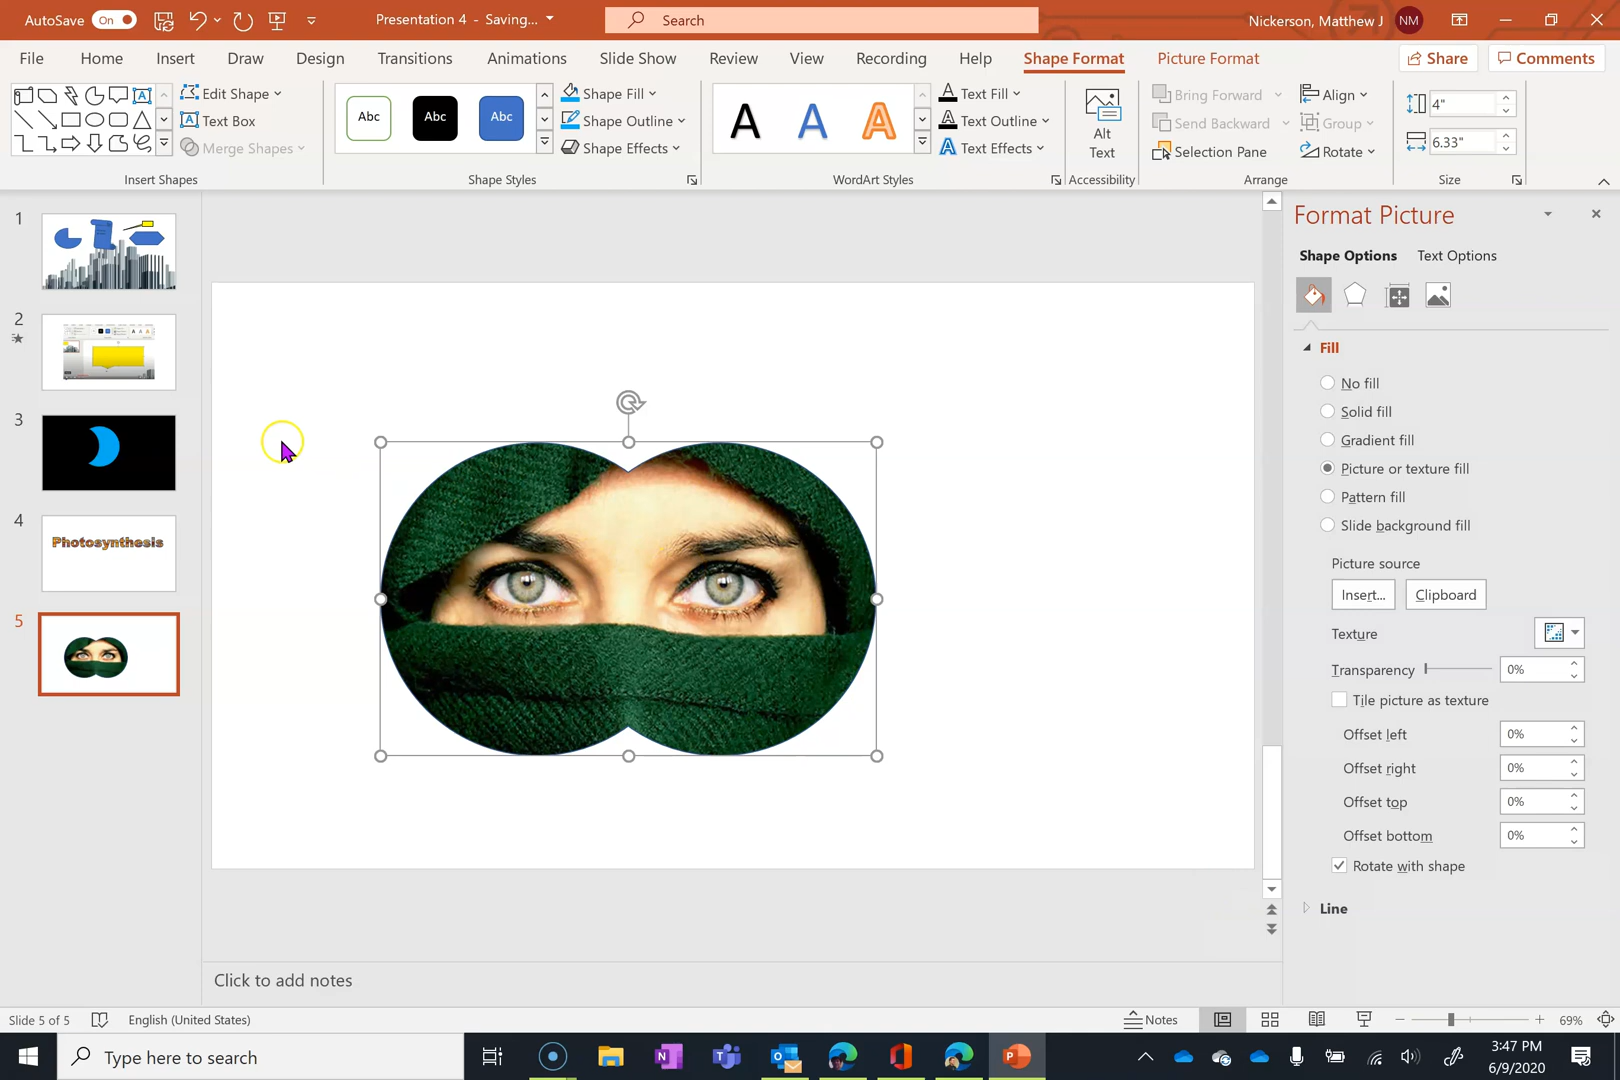 AutoSave On Presentation 4 - Saving... Search Nickerson, Matthew J NM
File Home Insert Draw Design Transitions Animations Slide Show Review View Recording Help Shape Format Picture Format Share Comments
Edit Shape
Text Box
Merge Shapes
Insert Shapes
Abc Abc Abc
Shape Fill
Shape Outline
Shape Effects
Shape Styles
A A A
Text Fill
Text Outline
Text Effects
WordArt Styles
Alt
Text
Accessibility
Bring Forward
Send Backward
Selection Pane
Align
Group
Rotate
Arrange
4"
6.33"
Size
1
2
3
4
Photosynthesis
5
Format Picture
Shape Options Text Options
Fill
No fill
Solid fill
Gradient fill
Picture or texture fill
Pattern fill
Slide background fill
Picture source
Insert... Clipboard
Texture
Transparency 0%
Tile picture as texture
Offset left 0%
Offset right 0%
Offset top 0%
Offset bottom 0%
Rotate with shape
Line
Click to add notes
Slide 5 of 5 English (United States) Notes 69%
Type here to search
3:47 PM
6/9/2020